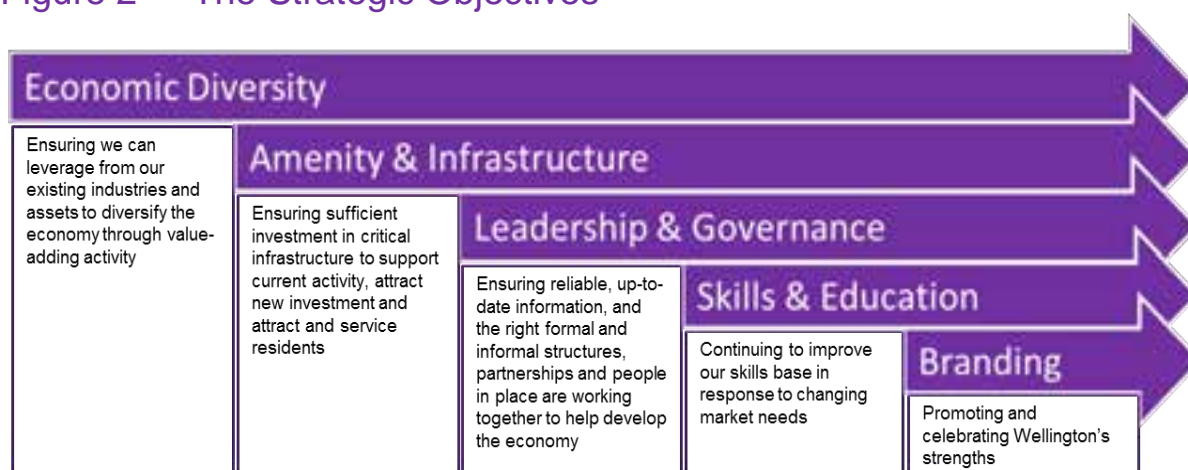 Figure 2 The Strategic Objectives
Economic Diversity
Ensuring we can
leverage from our
existing industries and
assets to diversify the
economy through value-
adding activity
Amenity & Infrastructure
Ensuring sufficient
investment in critical
infrastructure to support
current activity, attract
new investment and
attract and service
residents
Leadership & Governance
Ensuring reliable, up-to-
date information, and
the right formal and
informal structures,
partnerships and people
in place are working
together to help develop
the economy
Skills & Education
Continuing to improve
our skills base in
response to changing
market needs
Branding
Promoting and
celebrating Wellington's
strengths